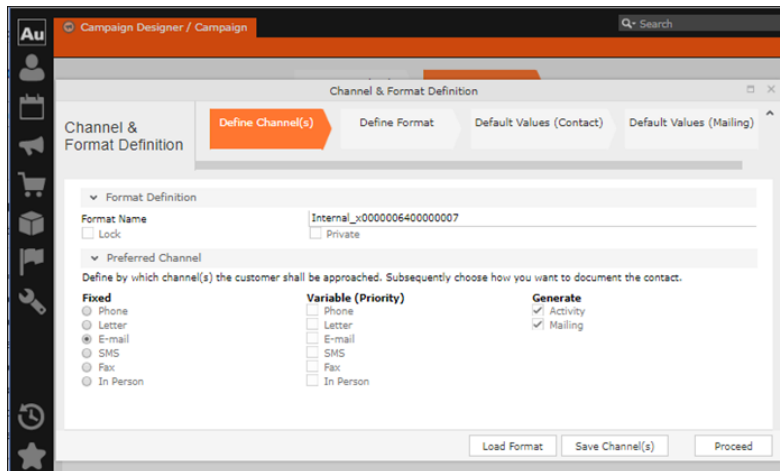 Au
Campaign Designer / Campaign
Search
Channel & Format Definition
Channel &
Format Definition
Define Channel(s)
Define Format
Default Values (Contact)
Default Values (Mailing)
Format Definition
Format Name
Internal_x0000006400000007
Lock
Private
Preferred Channel
Define by which channel(s) the customer shall be approached. Subsequently choose how you want to document the contact.
Fixed Variable (Priority) Generate
Phone Phone Activity
Letter Letter Mailing
E-mail E-mail
SMS SMS
Fax Fax
In Person In Person
Load Format Save Channel(s) Proceed